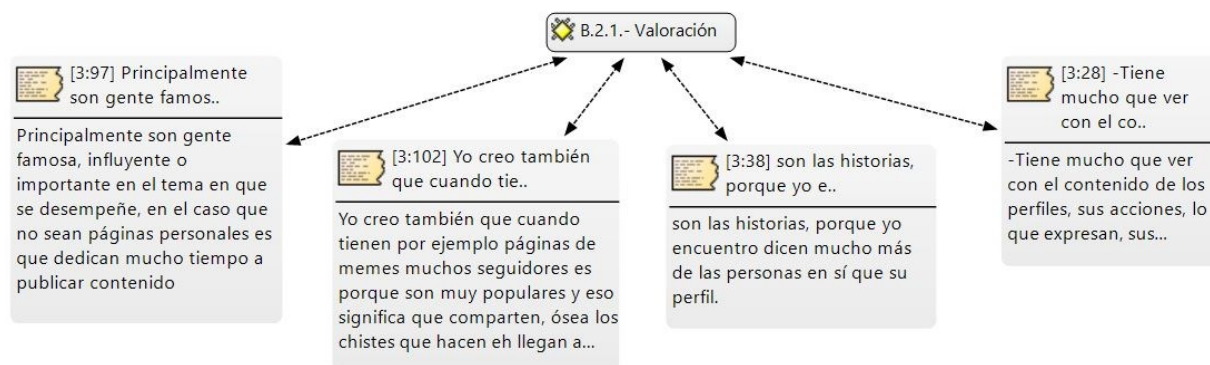 B.2.1.- Valoración
[3:97] Principalmente
son gente famos..
Principalmente son gente
famosa, influyente o
importante en el tema en que
se desempeñe, en el caso que
no sean páginas personales es
que dedican mucho tiempo a
publicar contenido
[3:102] Yo creo también
que cuando tie..
Yo creo también que cuando
tienen por ejemplo páginas de
memes muchos seguidores es
porque son muy populares y eso
significa que comparten, ósea los
chistes que hacen eh llegan a...
[3:38] son las historias,
porque yo e..
son las historias, porque yo
encuentro dicen mucho más
de las personas en sí que su
perfil.
[3:28] -Tiene
mucho que ver
con el co..
-Tiene mucho que ver
con el contenido de los
perfiles, sus acciones, lo
que expresan, sus...